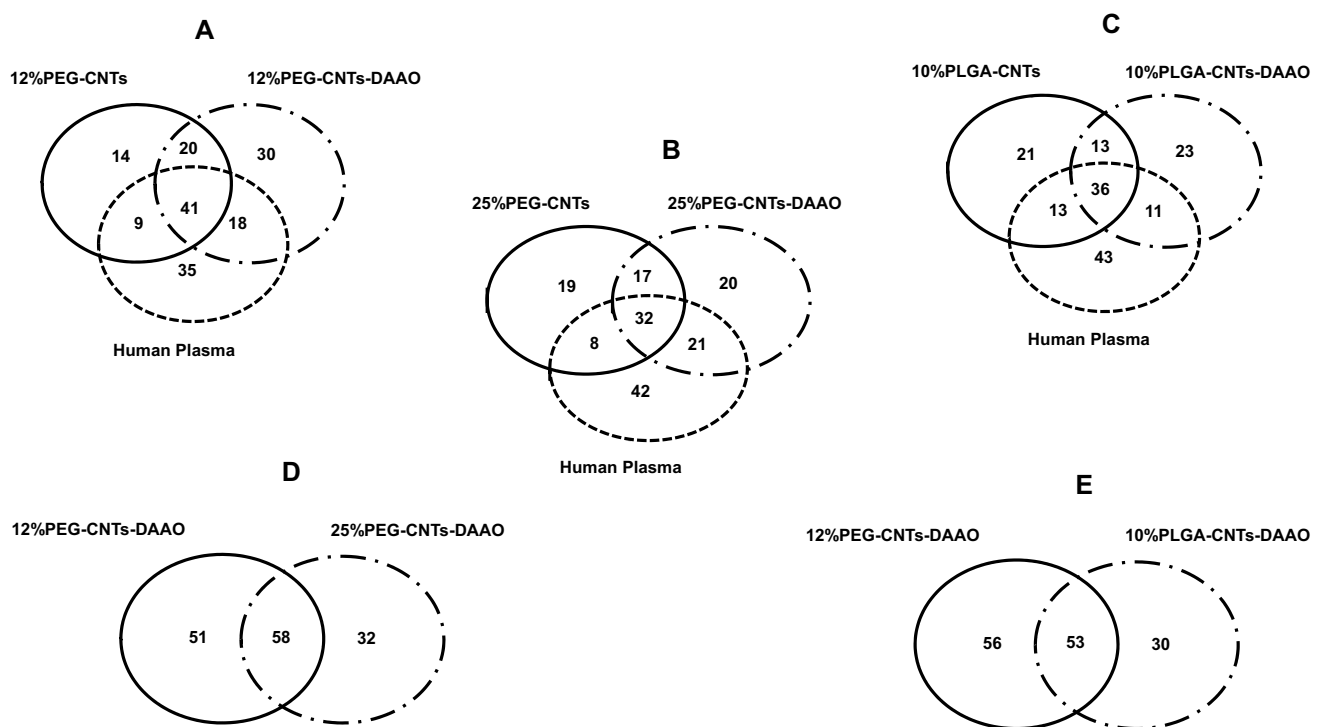 A
12%PEG-CNTs 12%PEG-CNTs-DAAO
14 20 30
9 41 18
35
Human Plasma
B
25%PEG-CNTs 25%PEG-CNTs-DAAO
19 17 20
8 32 21
42
Human Plasma
C
10%PLGA-CNTs 10%PLGA-CNTs-DAAO
21 13 23
13 36 11
43
Human Plasma
D
12%PEG-CNTs-DAAO 25%PEG-CNTs-DAAO
51 58 32
E
12%PEG-CNTs-DAAO 10%PLGA-CNTs-DAAO
56 53 30